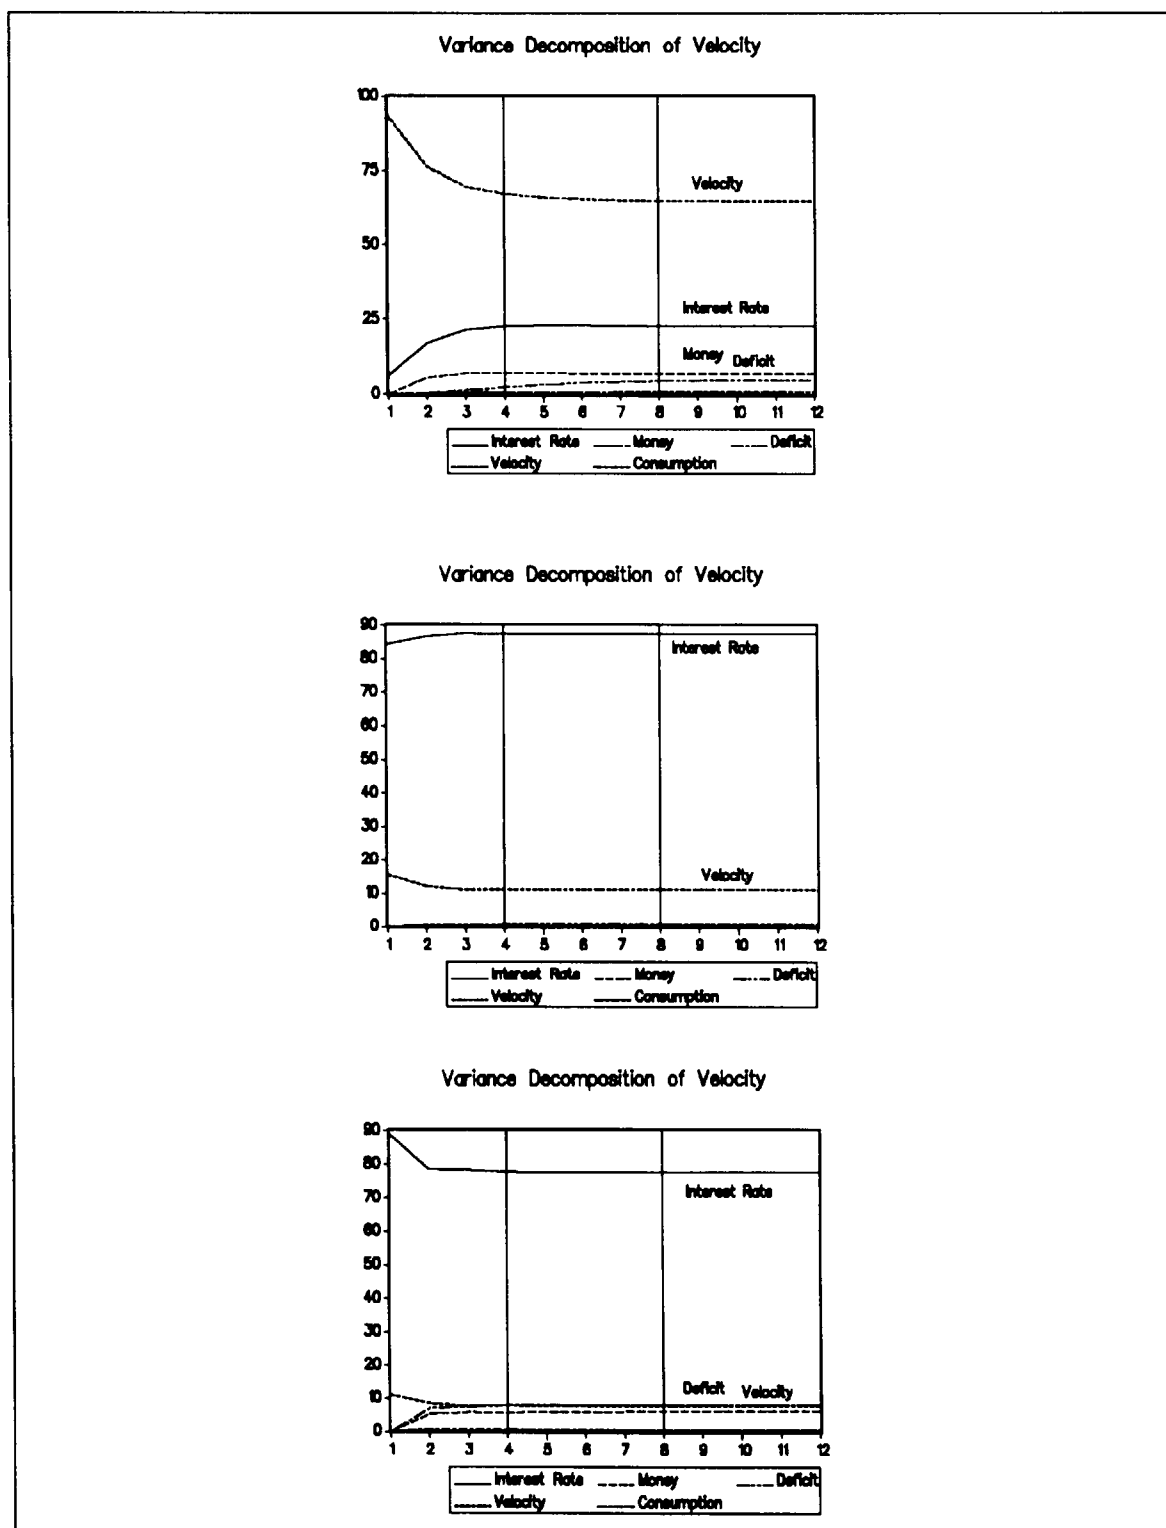 Variance Decomposition of Velocity
100
75
50
25
0
Velocity
Interest Rate
Money Deficit
1 2 3 4 5 6 7 8 9 10 11 12
Interest Rate Money Deficit
Velocity Consumption
Variance Decomposition of Velocity
90
80
70
60
50
40
30
20
10
0
Interest Rate
Velocity
1 2 3 4 5 6 7 8 9 10 11 12
Interest Rate Money Deficit
Velocity Consumption
Variance Decomposition of Velocity
90
80
70
60
50
40
30
20
10
0
Interest Rate
Deficit Velocity
1 2 3 4 5 6 7 8 9 10 11 12
Interest Rate Money Deficit
Velocity Consumption